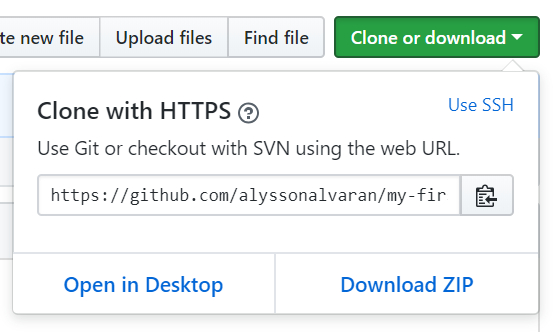 te new file Upload files Find file Clone or download
Clone with HTTPS ?
Use SSH
Use Git or checkout with SVN using the web URL.
https://github.com/alyssonalvaran/my-fir
Open in Desktop Download ZIP